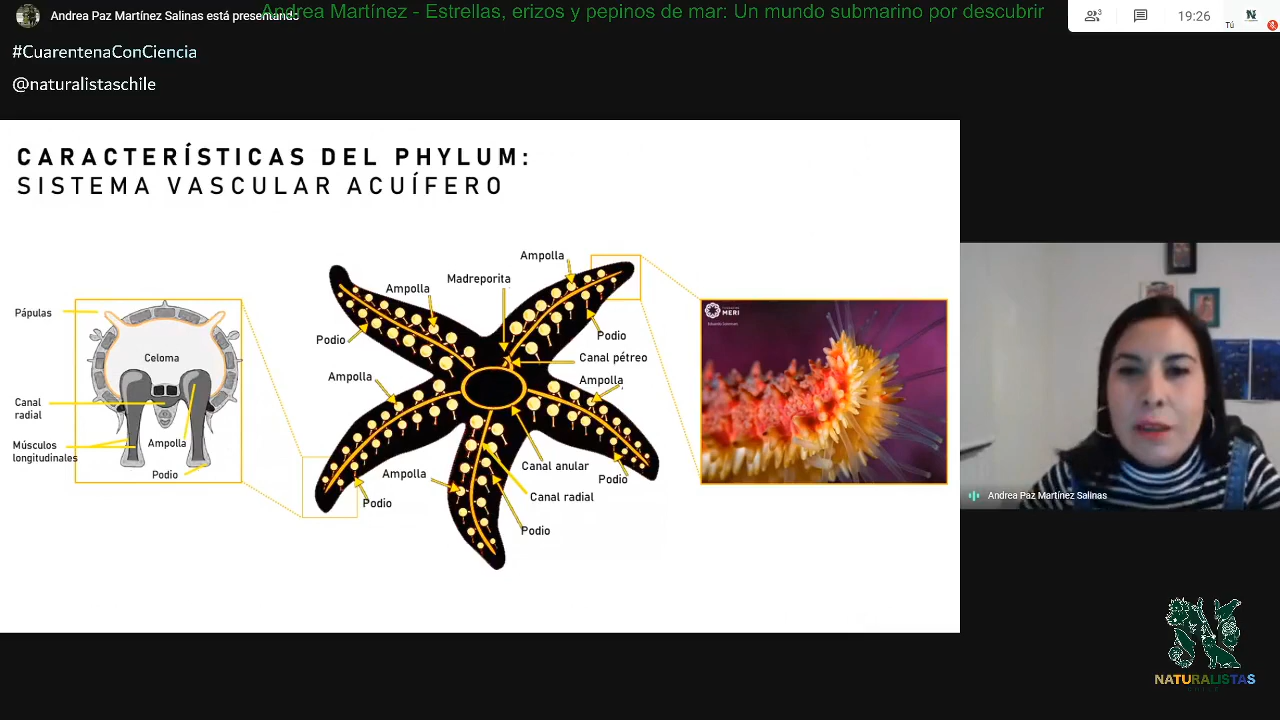 Andrea Paz Martínez Salinas está presentando
Andrea Martínez - Estrellas, erizos y pepinos de mar: Un mundo submarino por descubrir
3
19:26
Tú
#CuarentenaConCiencia
@naturalistaschile
CARACTERÍSTICAS DEL PHYLUM:
SISTEMA VASCULAR ACUÍFERO
Pápulas
Celoma
Canal
radial
Músculos
longitudinales
Ampolla
Podio
Ampolla
Madreporita
Ampolla
Podio
Podio
Canal pétreo
Ampolla
Ampolla
Ampolla
Canal anular
Podio
Canal radial
Podio
Podio
MERI
Andrea Paz Martínez Salinas
NATURALISTAS
CHILE